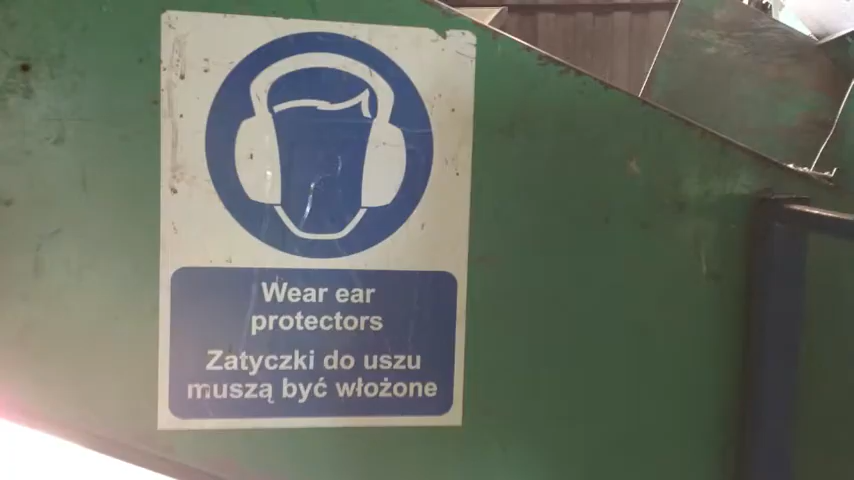 Wear ear
protectors
Zatyczki do uszu
muszą być włożone